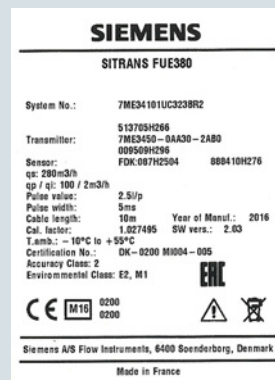 SIEMENS
SITRANS FUE380
System No.: 7ME34101UC3238R2
513705H266
Transmitter: 7ME3450-0AA30-2AB0
009509H296
Sensor: FDK:087H2504 888410H276
qs: 280m3/h
qp / qi: 100 / 2m3/h
Pulse value: 2.5l/p
Pulse width: 5ms
Cable length: 10m Year of Manuf.: 2016
Cal. factor: 1.027495 SW vers.: 2.03
T.amb.: -10°C to +55°C
Certification No.: DK-0200 MI004-005
Accuracy Class: 2
Environmental Class: E2, M1
EAC
CE M16 0200
0200
Siemens A/S Flow Instruments, 6400 Soenderborg, Denmark
Made in France